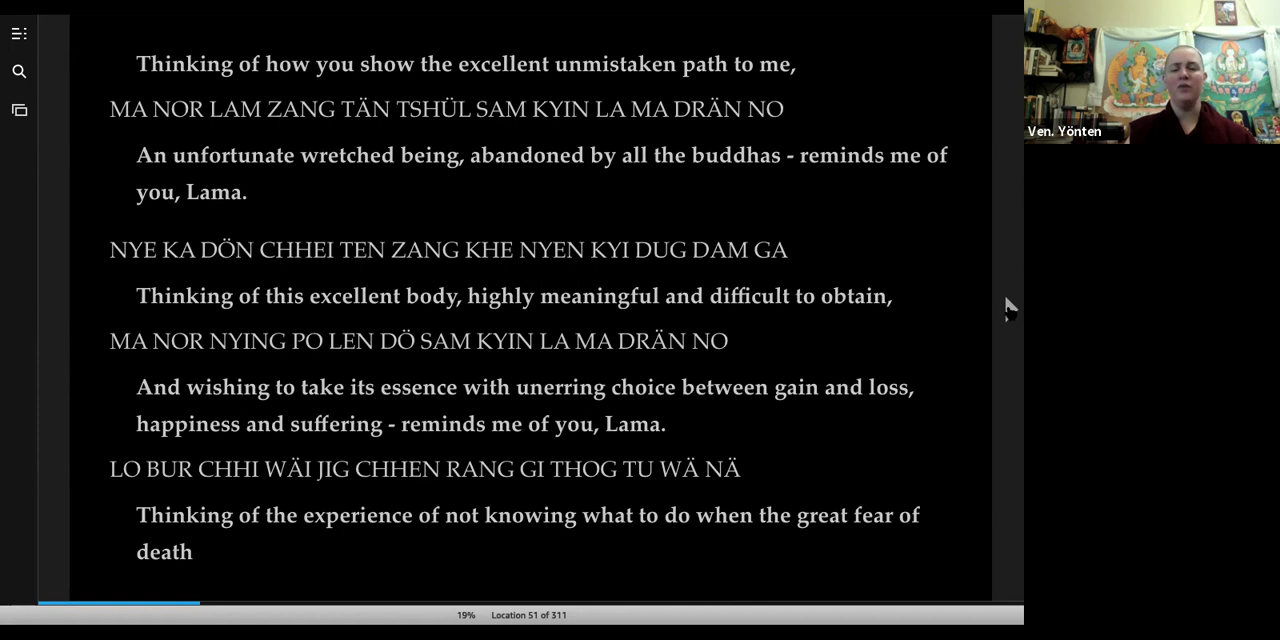 Thinking of how you show the excellent unmistaken path to me,
MA NOR LAM ZANG TÄN TSHÜL SAM KYIN LA MA DRÄN NO
An unfortunate wretched being, abandoned by all the buddhas - reminds me of
you, Lama.
NYE KA DÖN CHHEI TEN ZANG KHE NYEN KYI DUG DAM GA
Thinking of this excellent body, highly meaningful and difficult to obtain,
MA NOR NYING PO LEN DÖ SAM KYIN LA MA DRÄN NO
And wishing to take its essence with unerring choice between gain and loss,
happiness and suffering - reminds me of you, Lama.
LO BUR CHHI WÄI JIG CHHEN RANG GI THOG TU WÄ NÄ
Thinking of the experience of not knowing what to do when the great fear of
death
19% Location 51 of 311
Ven. Yönten